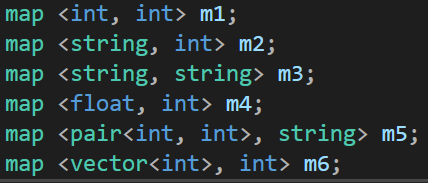 map <int, int> m1;
map <string, int> m2;
map <string, string> m3;
map <float, int> m4;
map <pair<int, int>, string> m5;
map <vector<int>, int> m6;